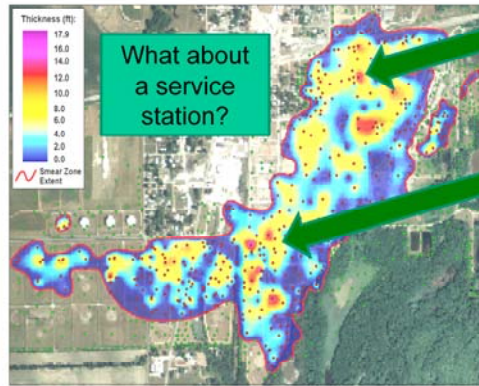 Thickness (ft):
17.9
16.0
14.0
12.0
10.0
8.0
6.0
4.0
2.0
0.0
Smear Zone
Extent
What about
a service
station?